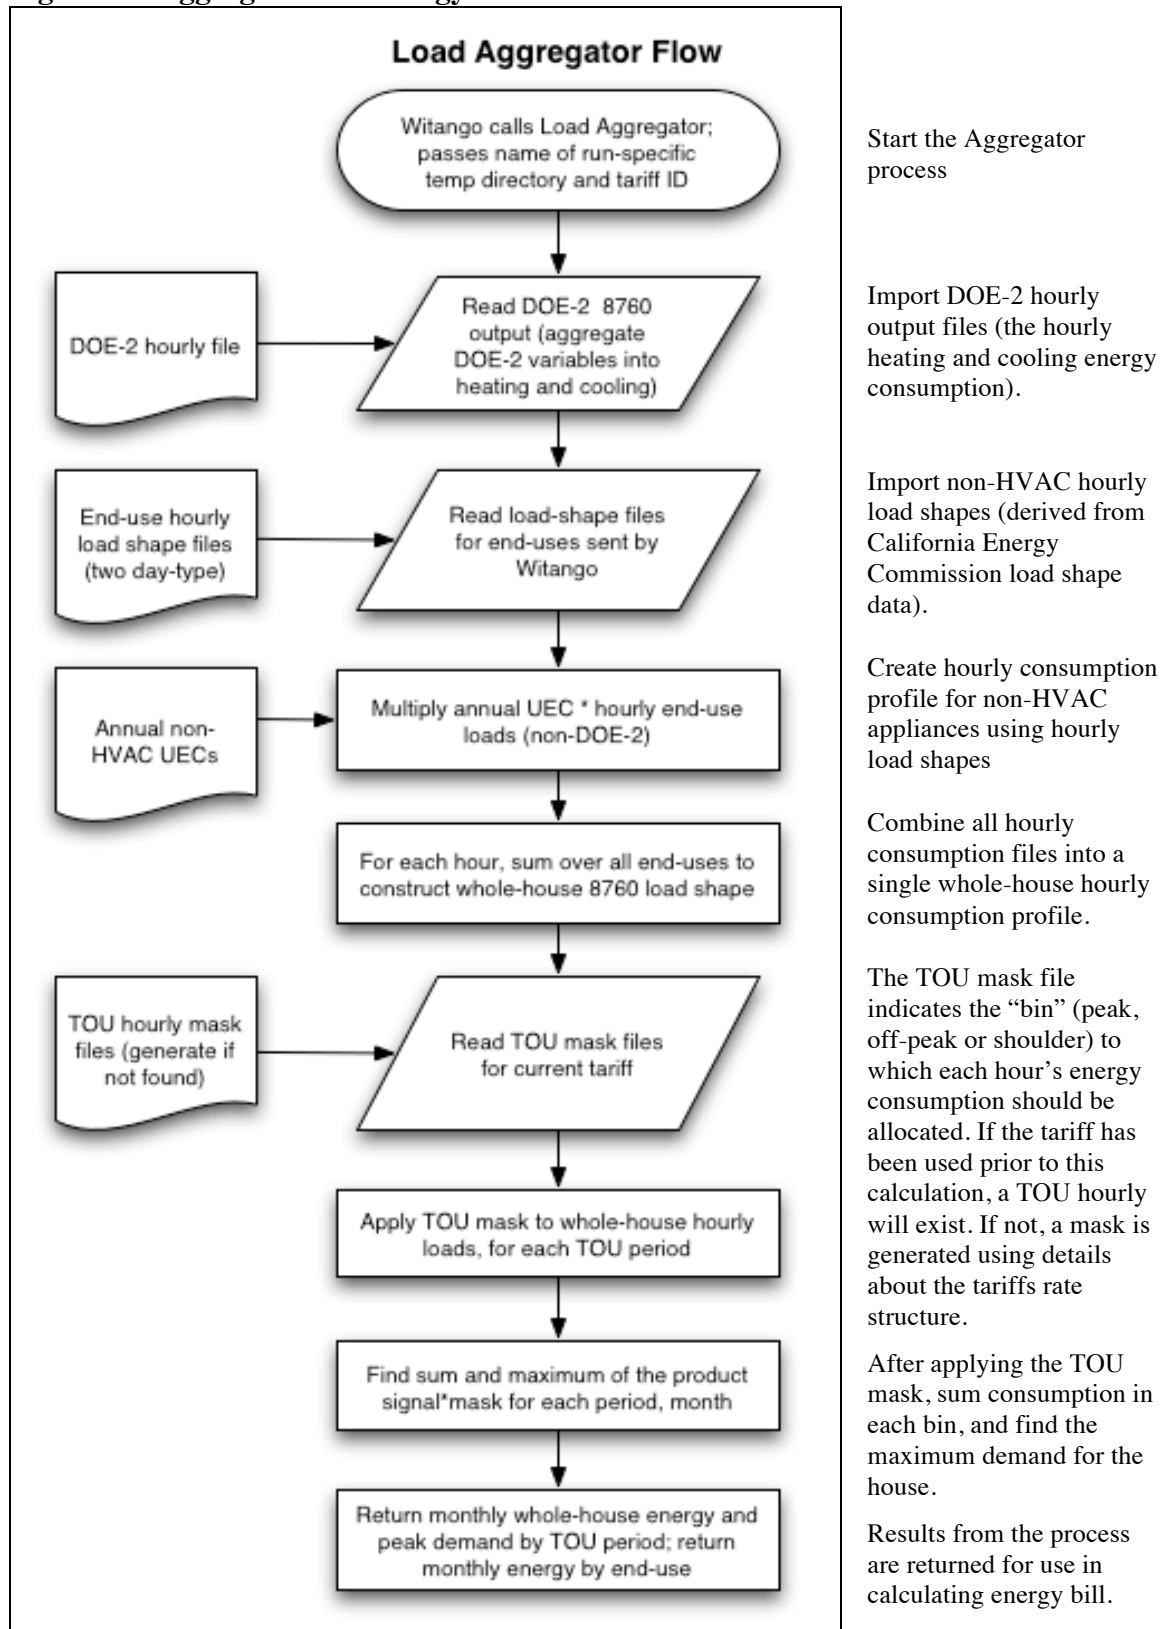 Load Aggregator Flow
Witango calls Load Aggregator;
passes name of run-specific
temp directory and tariff ID
Start the Aggregator
process
DOE-2 hourly file
Read DOE-2 8760
output (aggregate
DOE-2 variables into
heating and cooling)
Import DOE-2 hourly
output files (the hourly
heating and cooling energy
consumption).
End-use hourly
load shape files
(two day-type)
Read load-shape files
for end-uses sent by
Witango
Import non-HVAC hourly
load shapes (derived from
California Energy
Commission load shape
data).
Annual non-
HVAC UECs
Multiply annual UEC * hourly end-use
loads (non-DOE-2)
Create hourly consumption
profile for non-HVAC
appliances using hourly
load shapes
For each hour, sum over all end-uses to
construct whole-house 8760 load shape
Combine all hourly
consumption files into a
single whole-house hourly
consumption profile.
TOU hourly mask
files (generate if
not found)
Read TOU mask files
for current tariff
The TOU mask file
indicates the “bin” (peak,
off-peak or shoulder) to
which each hour’s energy
consumption should be
allocated. If the tariff has
been used prior to this
calculation, a TOU hourly
will exist. If not, a mask is
generated using details
about the tariffs rate
structure.
Apply TOU mask to whole-house hourly
loads, for each TOU period
Find sum and maximum of the product
signal*mask for each period, month
After applying the TOU
mask, sum consumption in
each bin, and find the
maximum demand for the
house.
Return monthly whole-house energy and
peak demand by TOU period; return
monthly energy by end-use
Results from the process
are returned for use in
calculating energy bill.